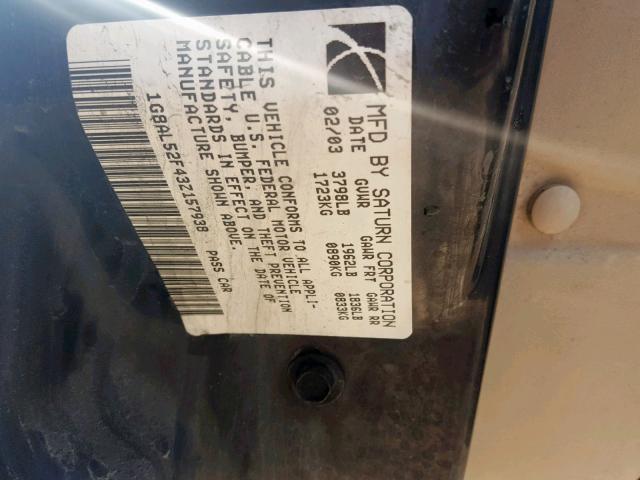 MFD BY SATURN CORPORATION
DATE GVWR GAWR FRT GAWR RR
02/03 3798LB 1962LB 1836LB
1723KG 0890KG 0833KG
THIS VEHICLE CONFORMS TO ALL APPLI-
CABLE U.S. FEDERAL MOTOR VEHICLE
SAFETY, BUMPER, AND THEFT PREVENTION
STANDARDS IN EFFECT ON THE DATE OF
MANUFACTURE SHOWN ABOVE.
1G8AL52F43Z157938 PASS CAR